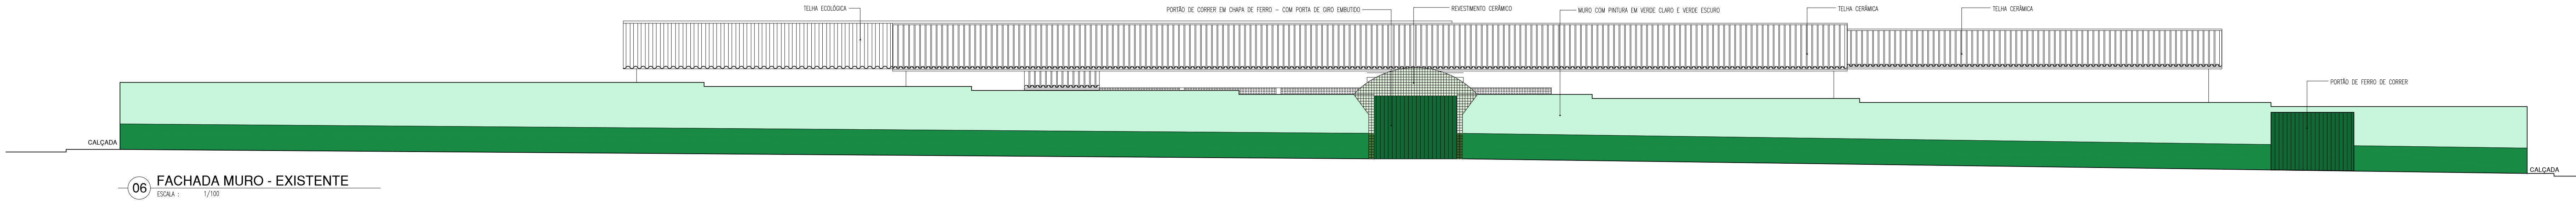 TELHA ECOLÓGICA
PORTÃO DE CORRER EM CHAPA DE FERRO - COM PORTA DE GIRO EMBUTIDO
REVESTIMENTO CERÂMICO
MURO COM PINTURA EM VERDE CLARO E VERDE ESCURO
TELHA CERÂMICA
TELHA CERÂMICA
PORTÃO DE FERRO DE CORRER
CALÇADA
CALÇADA
06 FACHADA MURO - EXISTENTE
ESCALA : 1/100